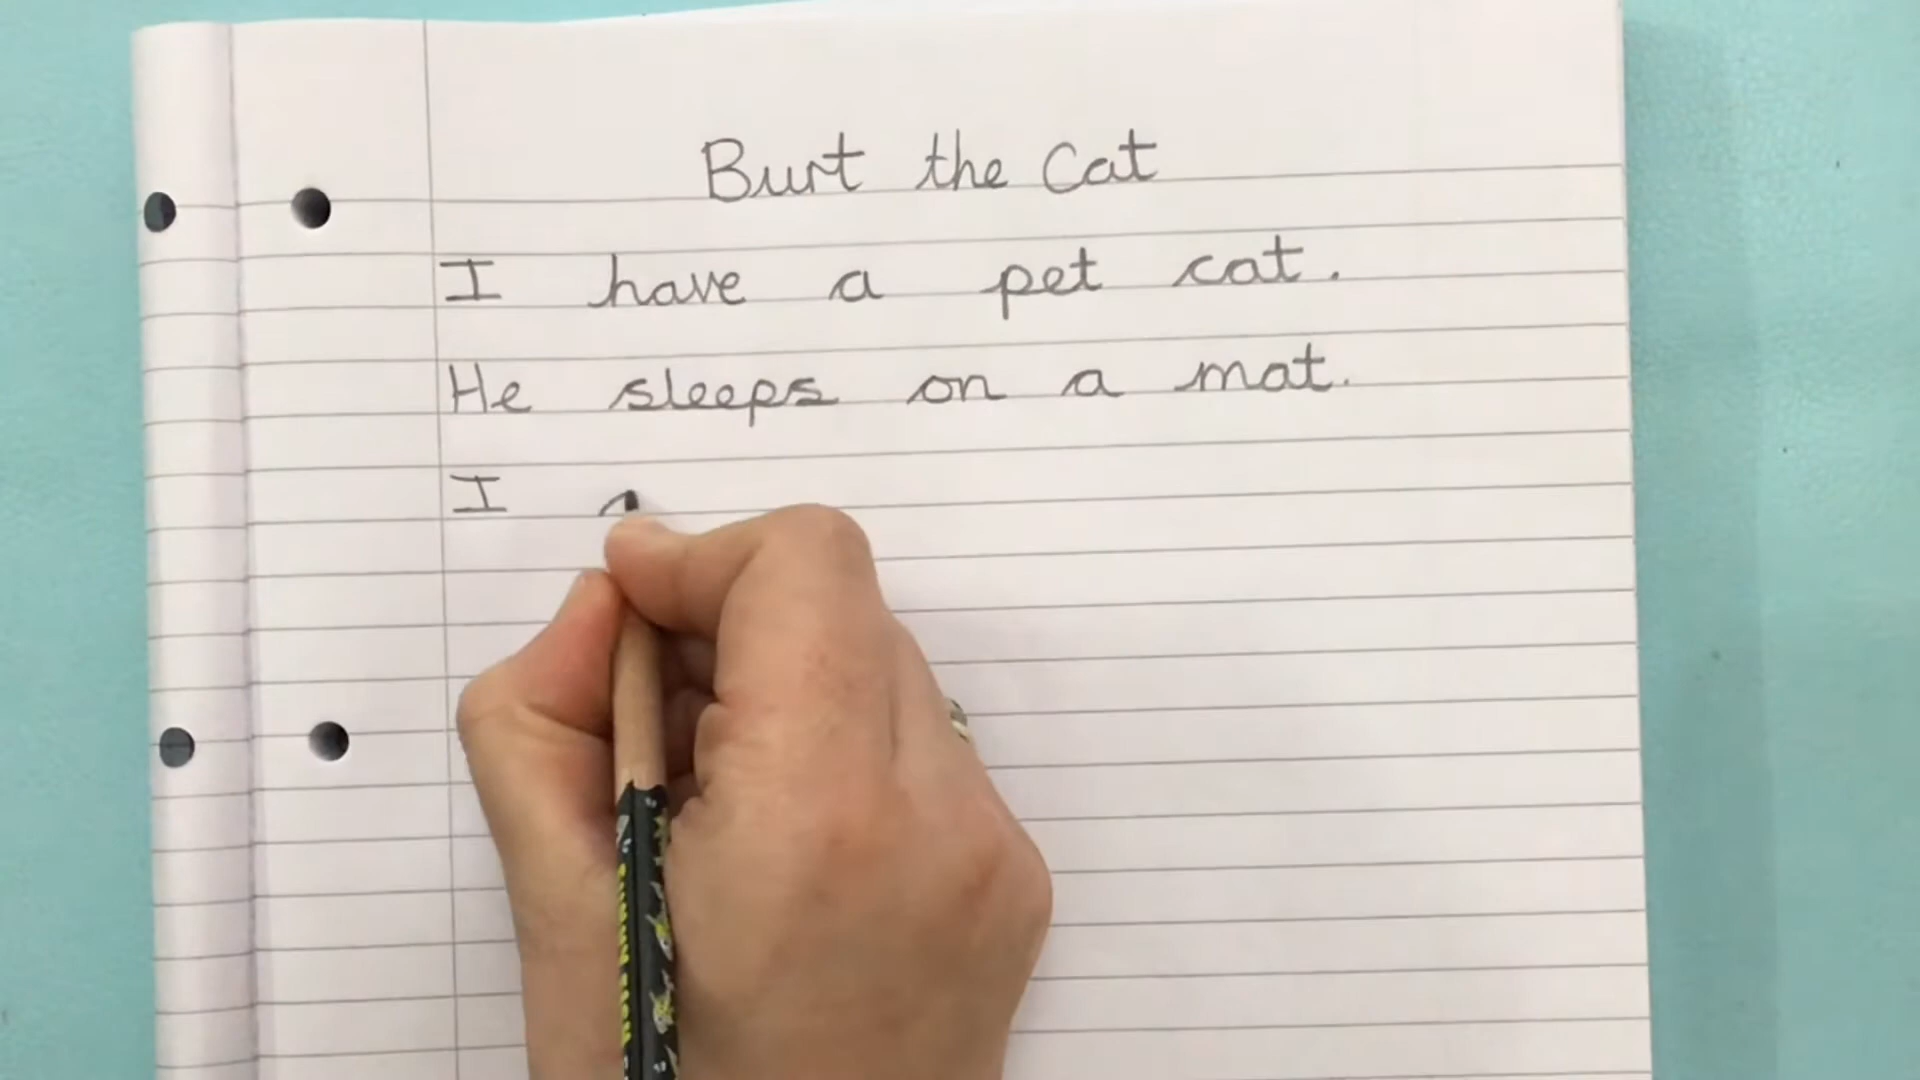 Burt the Cat
I have a pet cat.
He sleeps on a mat.
I